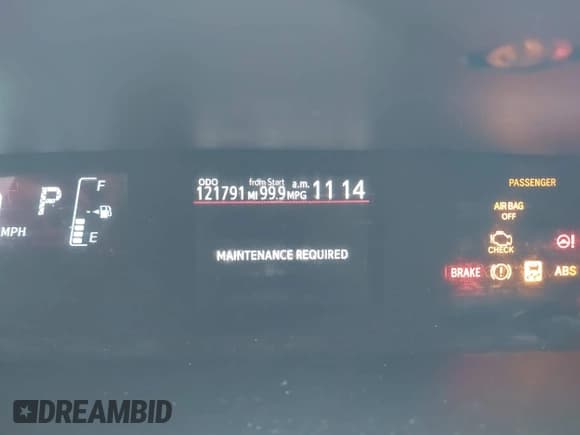 ODO from Start a.m.
121791 MI 99.9 MPG 11 14
MAINTENANCE REQUIRED
P
F
E
MPH
PASSENGER
AIR BAG
OFF
CHECK
BRAKE
ABS
DREAMBID